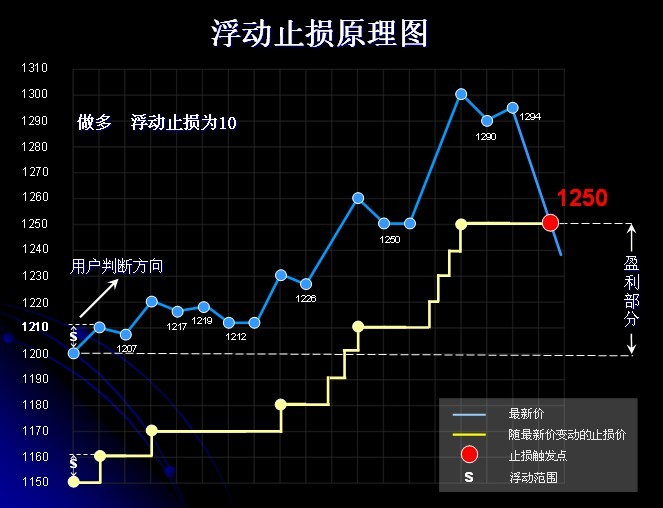 浮动止损原理图
1310
1300
1290
1280
1270
1260
1250
1240
1230
1220
1210
1200
1190
1180
1170
1160
1150
做多 浮动止损为10
用户判断方向
S
S
1207
1217
1219
1212
1226
1250
1290
1294
1250
盈利部分
最新价
随最新价变动的止损价
止损触发点
S 浮动范围